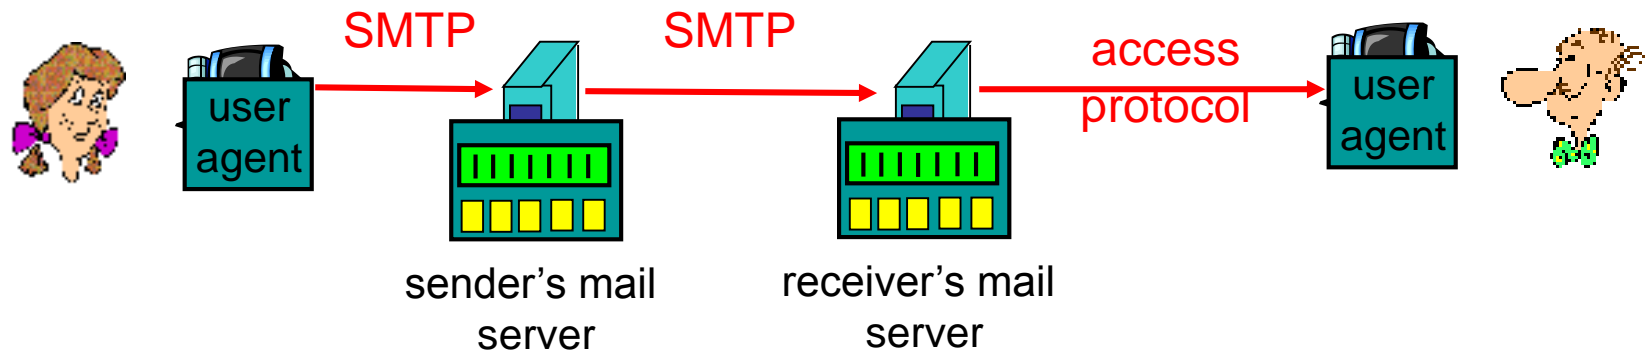 SMTP
SMTP
access
protocol
user
agent
user
agent
sender’s mail
server
receiver’s mail
server